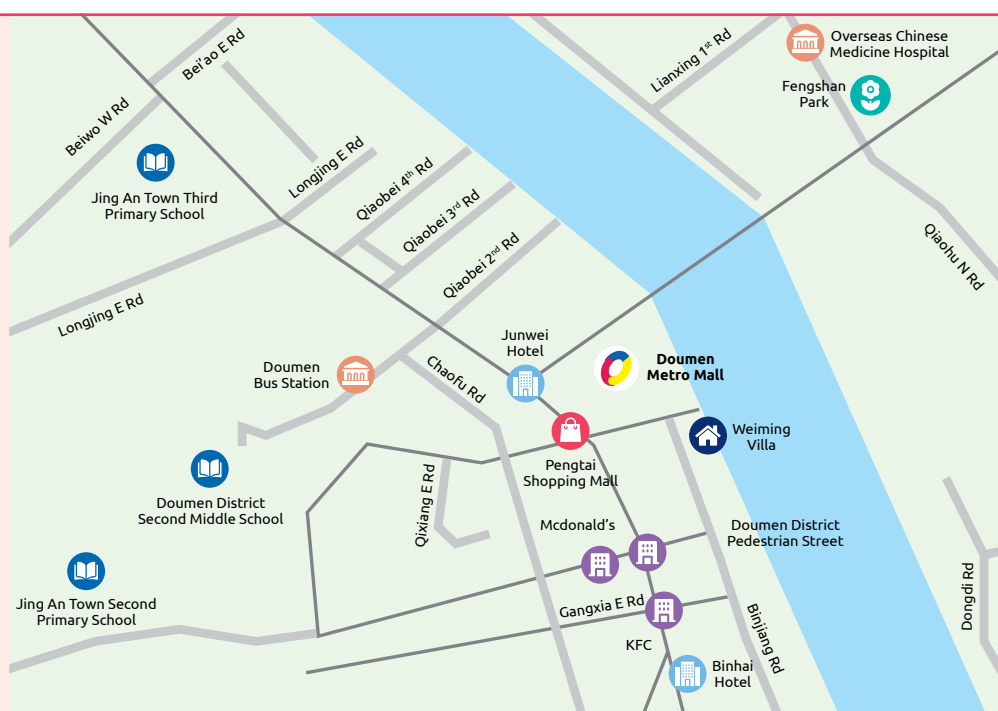 Bei'ao E Rd
Lianxing 1st Rd
Overseas Chinese
Medicine Hospital
Fengshan
Park
Beiwo W Rd
Jing An Town Third
Primary School
Longjing E Rd
Qiaobei 4th Rd
Qiaobei 3rd Rd
Qiaobei 2nd Rd
Qiaohu N Rd
Longjing E Rd
Junwei
Hotel
Doumen
Metro Mall
Doumen
Bus Station
Chaofu Rd
Weiming
Villa
Pengtai
Shopping Mall
Doumen District
Second Middle School
Qixiang E Rd
Mcdonald's
Doumen District
Pedestrian Street
Jing An Town Second
Primary School
Gangxia E Rd
KFC
Binjiang Rd
Dongdi Rd
Binhai
Hotel